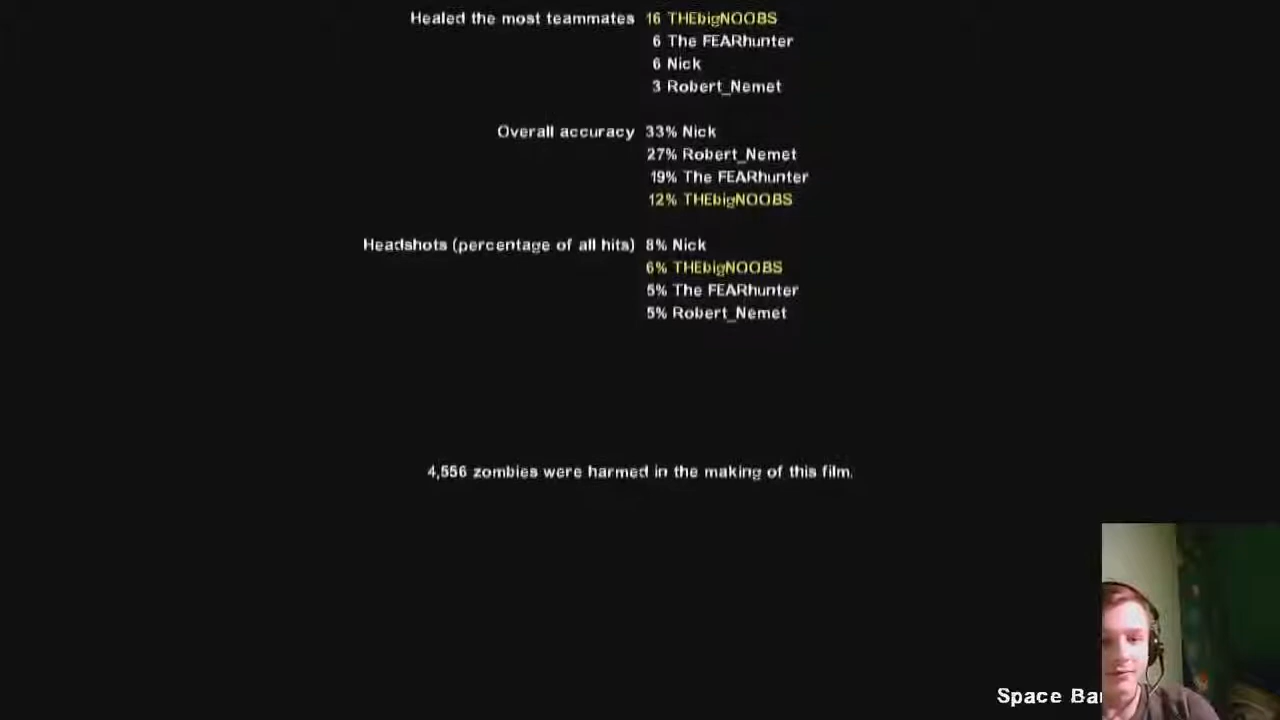 Healed the most teammates 16 THEbigNOOBS
6 The FEARhunter
6 Nick
3 Robert_Nemet
Overall accuracy 33% Nick
27% Robert_Nemet
19% The FEARhunter
12% THEbigNOOBS
Headshots (percentage of all hits) 8% Nick
6% THEbigNOOBS
5% The FEARhunter
5% Robert_Nemet
4,556 zombies were harmed in the making of this film.
Space